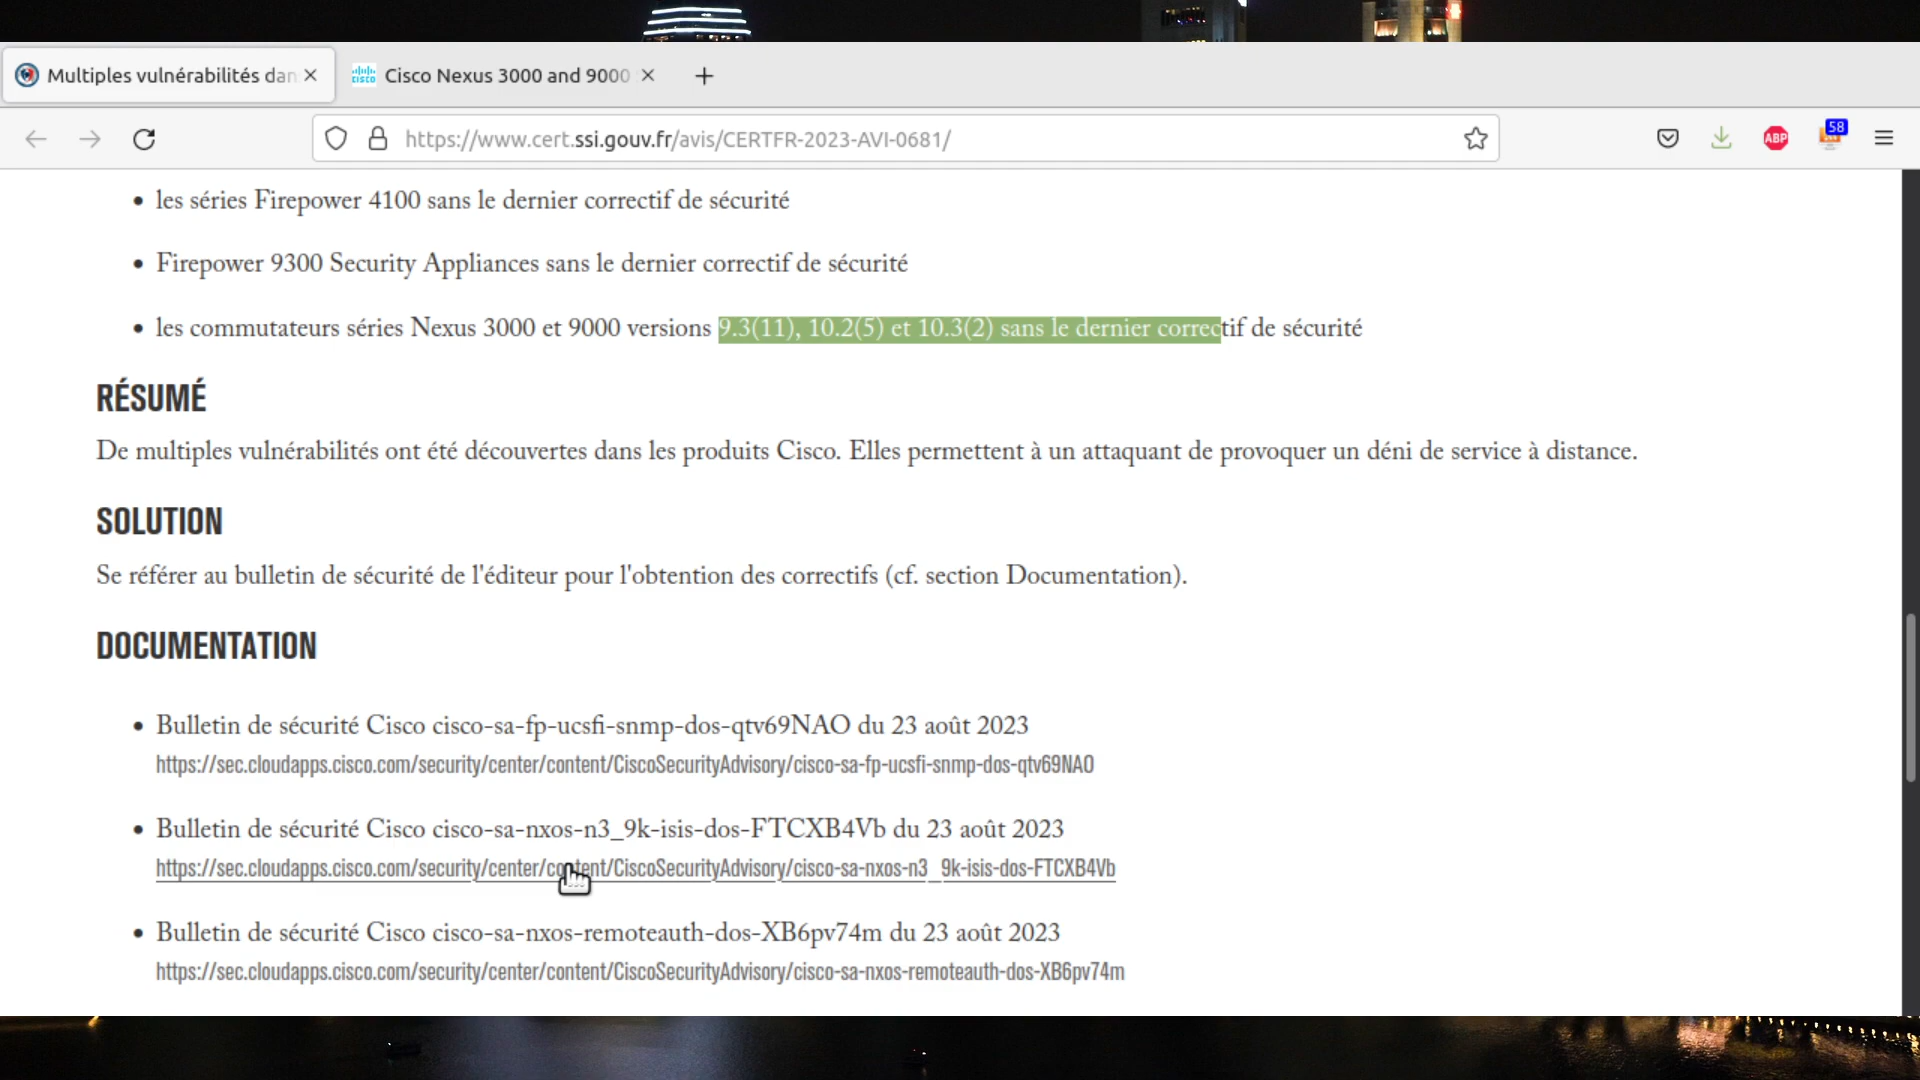 Multiples vulnérabilités dan
cisco
Cisco Nexus 3000 and 9000
https://www.cert.ssi.gouv.fr/avis/CERTFR-2023-AVI-0681/
ABP
58
• les séries Firepower 4100 sans le dernier correctif de sécurité
• Firepower 9300 Security Appliances sans le dernier correctif de sécurité
• les commutateurs séries Nexus 3000 et 9000 versions 9.3(11), 10.2(5) et 10.3(2) sans le dernier correctif de sécurité
RÉSUMÉ
De multiples vulnérabilités ont été découvertes dans les produits Cisco. Elles permettent à un attaquant de provoquer un déni de service à distance.
SOLUTION
Se référer au bulletin de sécurité de l'éditeur pour l'obtention des correctifs (cf. section Documentation).
DOCUMENTATION
• Bulletin de sécurité Cisco cisco-sa-fp-ucsfi-snmp-dos-qtv69NAO du 23 août 2023
https://sec.cloudapps.cisco.com/security/center/content/CiscoSecurityAdvisory/cisco-sa-fp-ucsfi-snmp-dos-qtv69NAO
• Bulletin de sécurité Cisco cisco-sa-nxos-n3_9k-isis-dos-FTCXB4Vb du 23 août 2023
https://sec.cloudapps.cisco.com/security/center/content/CiscoSecurityAdvisory/cisco-sa-nxos-n3_9k-isis-dos-FTCXB4Vb
• Bulletin de sécurité Cisco cisco-sa-nxos-remoteauth-dos-XB6pv74m du 23 août 2023
https://sec.cloudapps.cisco.com/security/center/content/CiscoSecurityAdvisory/cisco-sa-nxos-remoteauth-dos-XB6pv74m